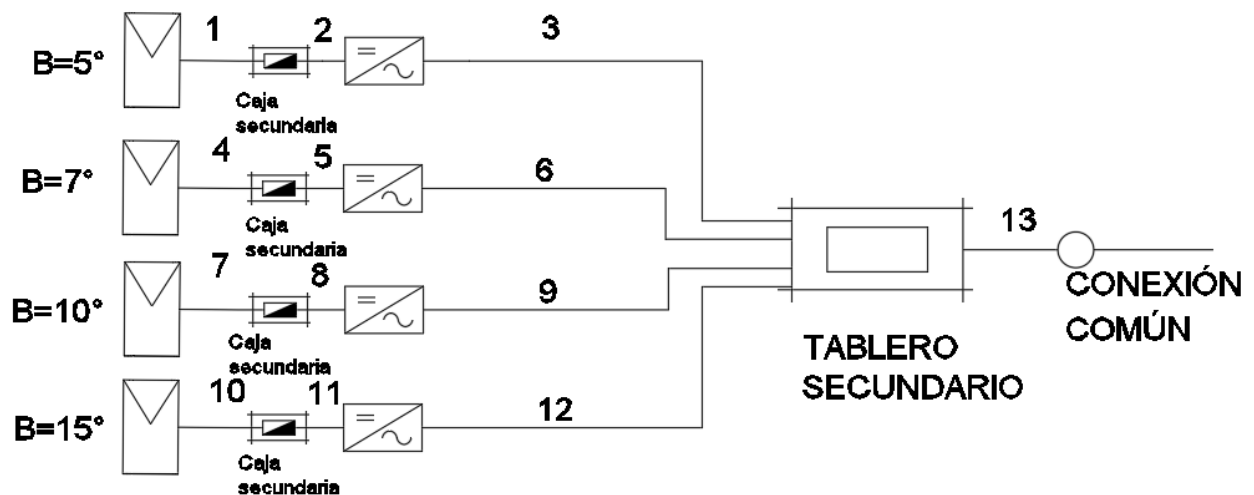 1
2
3
B=5°
Caja
secundaria
4
5
6
B=7°
Caja
secundaria
13
7
8
9
B=10°
Caja
secundaria
CONEXIÓN
COMÚN
TABLERO
SECUNDARIO
10
11
12
B=15°
Caja
secundaria